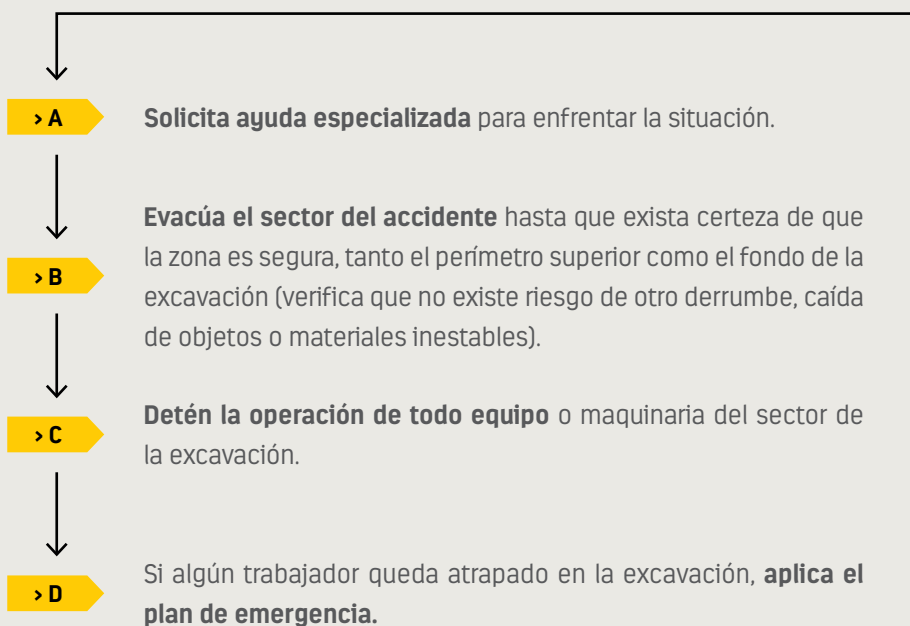 > A
Solicita ayuda especializada para enfrentar la situación.
> B
Evacúa el sector del accidente hasta que exista certeza de que
la zona es segura, tanto el perímetro superior como el fondo de la
excavación (verifica que no existe riesgo de otro derrumbe, caída
de objetos o materiales inestables).
> C
Detén la operación de todo equipo o maquinaria del sector de
la excavación.
> D
Si algún trabajador queda atrapado en la excavación, aplica el
plan de emergencia.